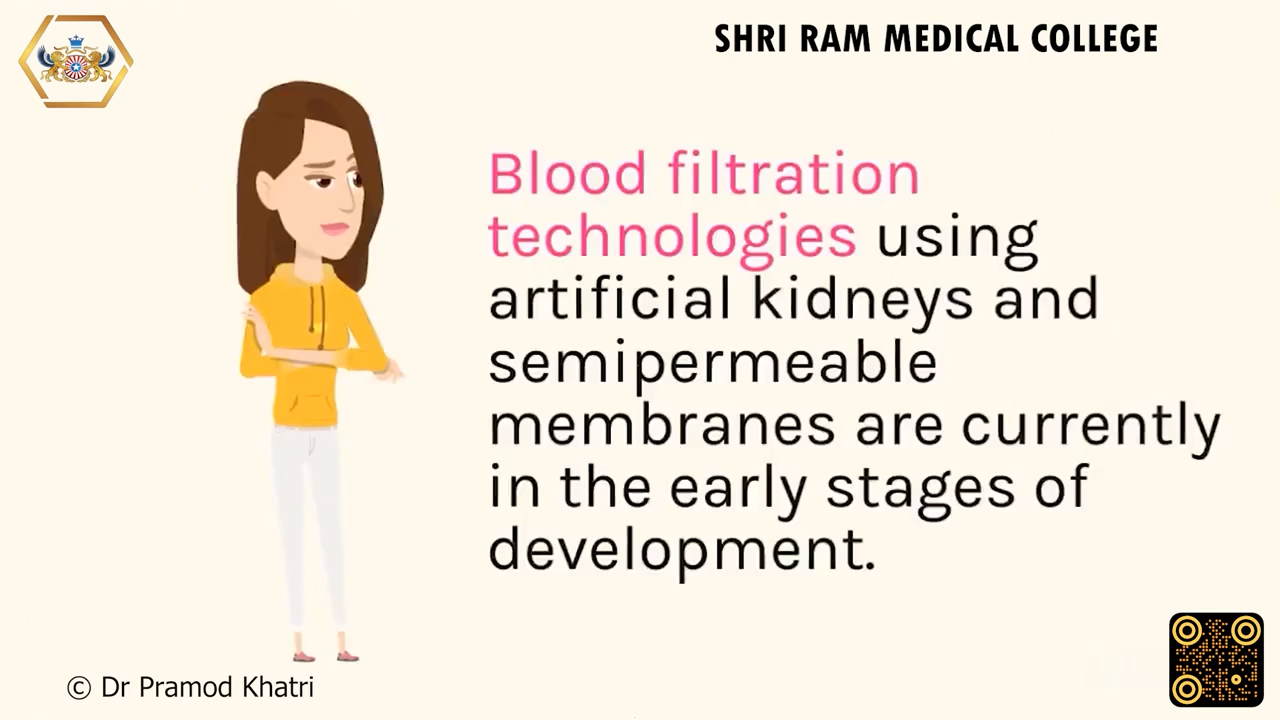 SHRI RAM MEDICAL COLLEGE
Blood filtration
technologies using
artificial kidneys and
semipermeable
membranes are currently
in the early stages of
development.
© Dr Pramod Khatri